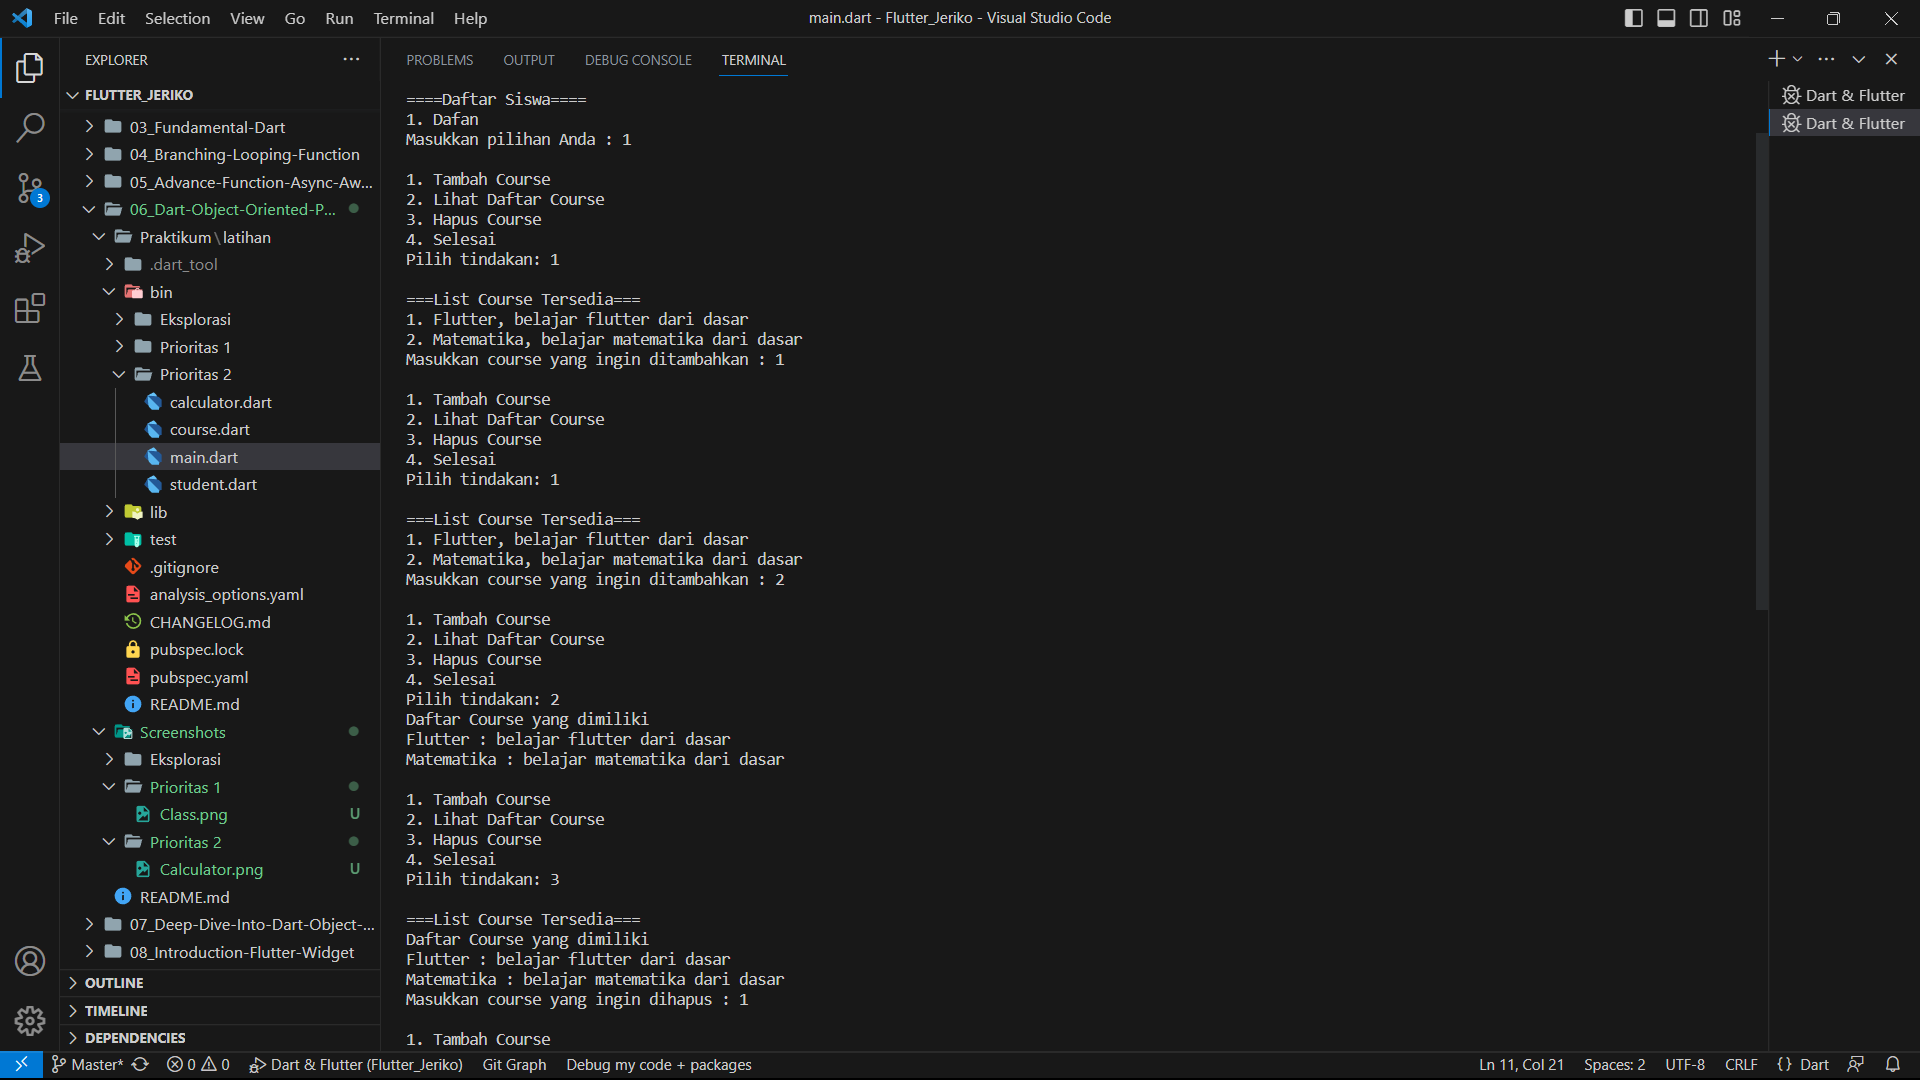 File Edit Selection View Go Run Terminal Help
main.dart - Flutter_Jeriko - Visual Studio Code
EXPLORER
FLUTTER_JERIKO
03_Fundamental-Dart
04_Branching-Looping-Function
05_Advance-Function-Async-Aw...
06_Dart-Object-Oriented-P...
Praktikum\latihan
.dart_tool
bin
Eksplorasi
Prioritas 1
Prioritas 2
calculator.dart
course.dart
main.dart
student.dart
lib
test
.gitignore
analysis_options.yaml
CHANGELOG.md
pubspec.lock
pubspec.yaml
README.md
Screenshots
Eksplorasi
Prioritas 1
Class.png U
Prioritas 2
Calculator.png U
README.md
07_Deep-Dive-Into-Dart-Object-...
08_Introduction-Flutter-Widget
OUTLINE
TIMELINE
DEPENDENCIES
3
PROBLEMS OUTPUT DEBUG CONSOLE TERMINAL
====Daftar Siswa====
1. Dafan
Masukkan pilihan Anda : 1
1. Tambah Course
2. Lihat Daftar Course
3. Hapus Course
4. Selesai
Pilih tindakan: 1
===List Course Tersedia===
1. Flutter, belajar flutter dari dasar
2. Matematika, belajar matematika dari dasar
Masukkan course yang ingin ditambahkan : 1
1. Tambah Course
2. Lihat Daftar Course
3. Hapus Course
4. Selesai
Pilih tindakan: 1
===List Course Tersedia===
1. Flutter, belajar flutter dari dasar
2. Matematika, belajar matematika dari dasar
Masukkan course yang ingin ditambahkan : 2
1. Tambah Course
2. Lihat Daftar Course
3. Hapus Course
4. Selesai
Pilih tindakan: 2
Daftar Course yang dimiliki
Flutter : belajar flutter dari dasar
Matematika : belajar matematika dari dasar
1. Tambah Course
2. Lihat Daftar Course
3. Hapus Course
4. Selesai
Pilih tindakan: 3
===List Course Tersedia===
Daftar Course yang dimiliki
Flutter : belajar flutter dari dasar
Matematika : belajar matematika dari dasar
Masukkan course yang ingin dihapus : 1
1. Tambah Course
Dart & Flutter
Dart & Flutter
Master* 0 0 Dart & Flutter (Flutter_Jeriko) Git Graph Debug my code + packages Ln 11, Col 21 Spaces: 2 UTF-8 CRLF {} Dart